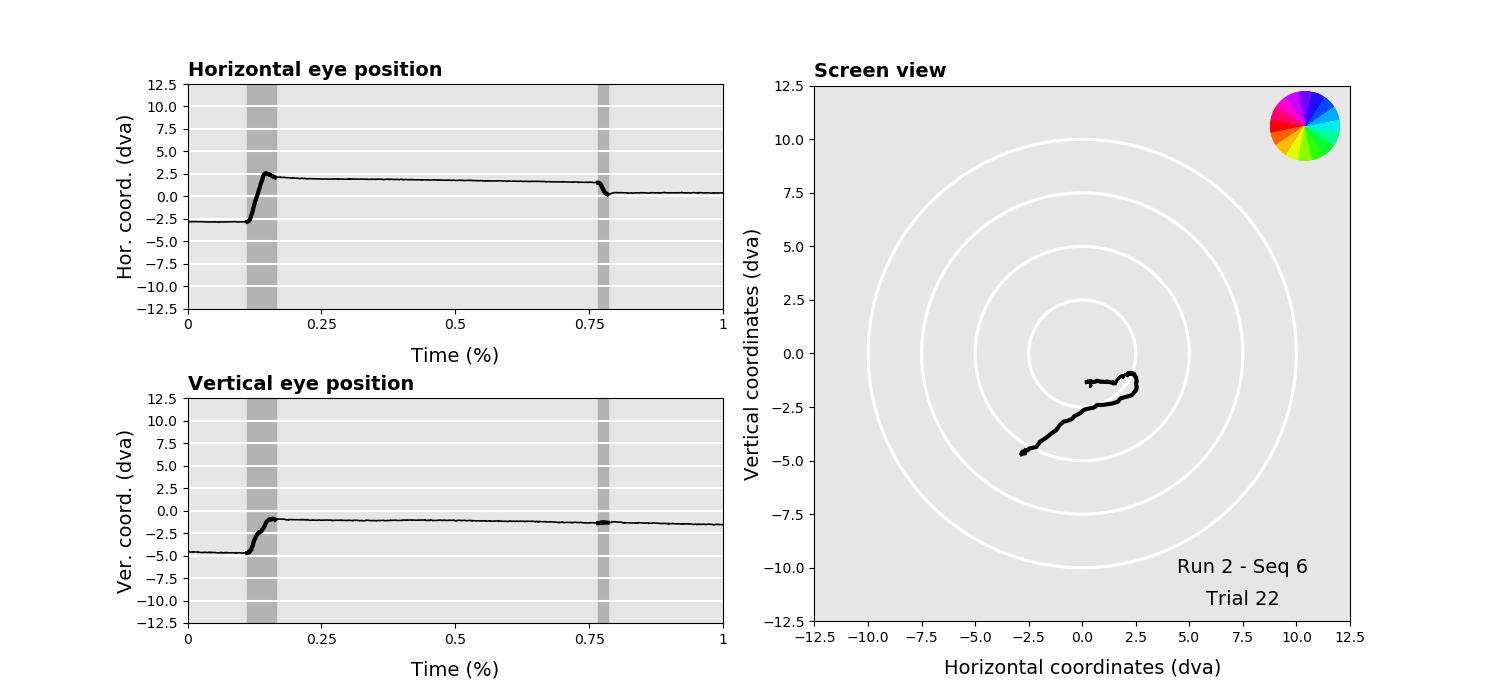 Horizontal eye position
Hor. coord. (dva)
12.5
10.0
7.5
5.0
2.5
0.0
−2.5
−5.0
−7.5
−10.0
−12.5
0 0.25 0.5 0.75 1
Time (%)
Vertical eye position
Ver. coord. (dva)
12.5
10.0
7.5
5.0
2.5
0.0
−2.5
−5.0
−7.5
−10.0
−12.5
0 0.25 0.5 0.75 1
Time (%)
Screen view
Vertical coordinates (dva)
12.5
10.0
7.5
5.0
2.5
0.0
−2.5
−5.0
−7.5
−10.0
−12.5
Run 2 - Seq 6
Trial 22
−12.5 −10.0 −7.5 −5.0 −2.5 0.0 2.5 5.0 7.5 10.0 12.5
Horizontal coordinates (dva)